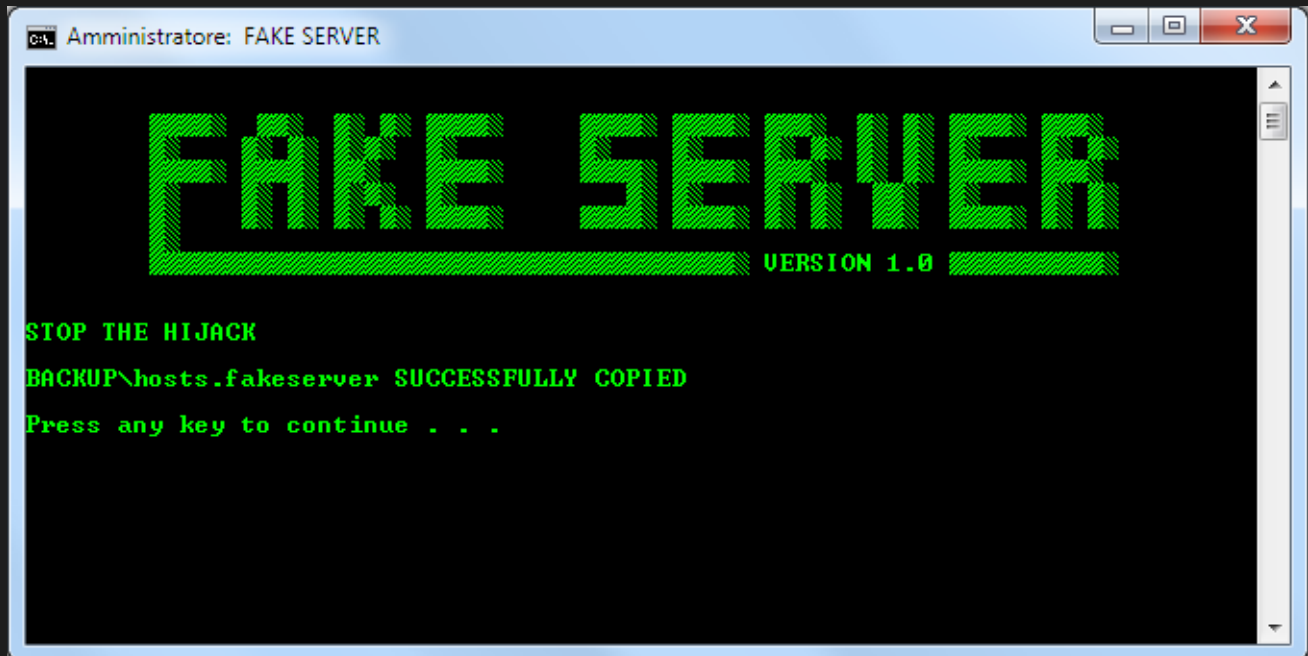 Amministratore: FAKE SERVER
FAKE SERVER
VERSION 1.0
STOP THE HIJACK
BACKUP\hosts.fakeserver SUCCESSFULLY COPIED
Press any key to continue . . .